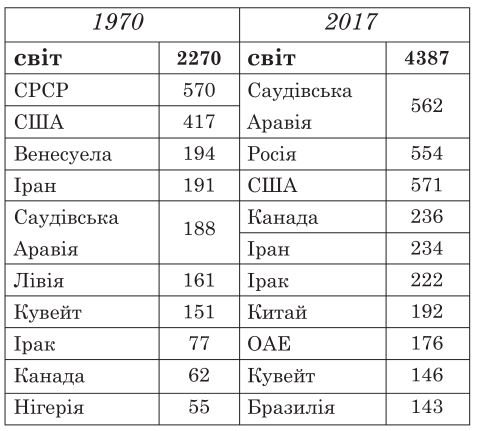 1970 2017
світ 2270 світ 4387
СРСР 570 Саудівська Аравія 562
США 417
Венесуела 194 Росія 554
Іран 191 США 571
Саудівська Аравія 188 Канада 236
Іран 234
Лівія 161 Ірак 222
Кувейт 151 Китай 192
Ірак 77 ОАЕ 176
Канада 62 Кувейт 146
Нігерія 55 Бразилія 143